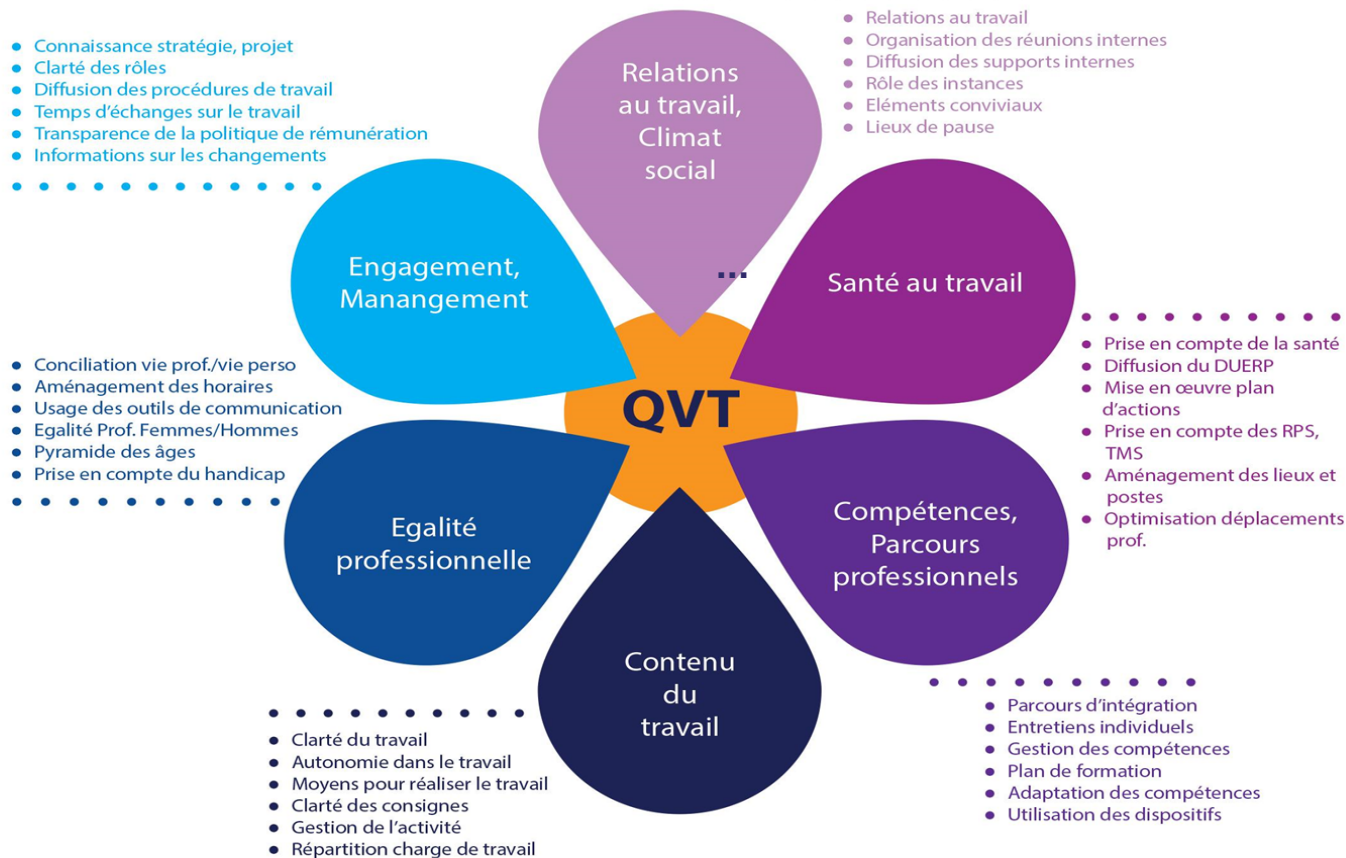 Connaissance stratégie, projet
Clarté des rôles
Diffusion des procédures de travail
Temps d'échanges sur le travail
Transparence de la politique de rémunération
Informations sur les changements
Relations
au travail,
Climat
social
Relations au travail
Organisation des réunions internes
Diffusion des supports internes
Rôle des instances
Eléments conviviaux
Lieux de pause
Engagement,
Manangement
...
Santé au travail
Conciliation vie prof./vie perso
Aménagement des horaires
Usage des outils de communication
Egalité Prof. Femmes/Hommes
Pyramide des âges
Prise en compte du handicap
QVT
Prise en compte de la santé
Diffusion du DUERP
Mise en œuvre plan
d'actions
Prise en compte des RPS,
TMS
Aménagement des lieux et
postes
Optimisation déplacements
prof.
Egalité
professionnelle
Compétences,
Parcours
professionnels
Contenu
du
travail
Clarté du travail
Autonomie dans le travail
Moyens pour réaliser le travail
Clarté des consignes
Gestion de l'activité
Répartition charge de travail
Parcours d'intégration
Entretiens individuels
Gestion des compétences
Plan de formation
Adaptation des compétences
Utilisation des dispositifs